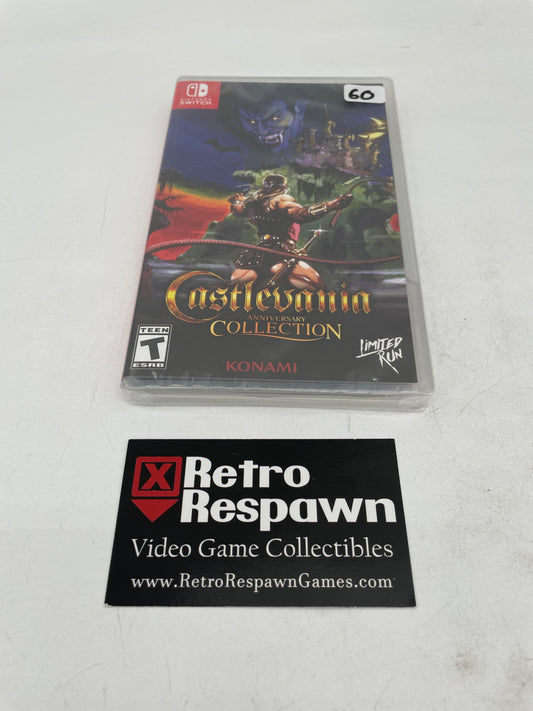 NINTENDO
SWITCH
60
Castlevania
ANNIVERSARY
COLLECTION
TEEN
T
ESRB
LIMITED
RUN
KONAMI
X Retro
Respawn
Video Game Collectibles
www.RetroRespawnGames.com